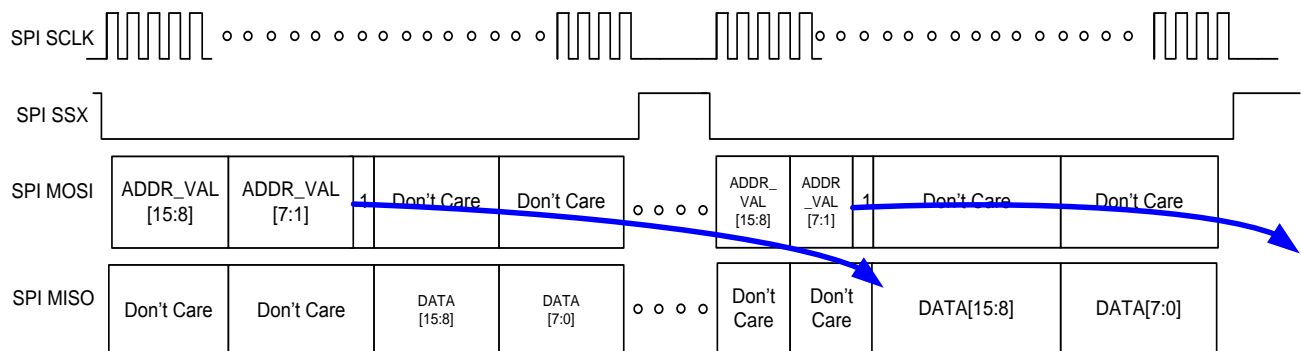 SPI SCLK
SPI SSX
SPI MOSI
ADDR_VAL
[15:8]
ADDR_VAL
[7:1]
1
Don't Care
Don't Care
ADDR_
VAL
[15:8]
ADDR
_VAL
[7:1]
1
Don't Care
Don't Care
SPI MISO
Don't Care
Don't Care
DATA
[15:8]
DATA
[7:0]
Don't
Care
Don't
Care
DATA[15:8]
DATA[7:0]